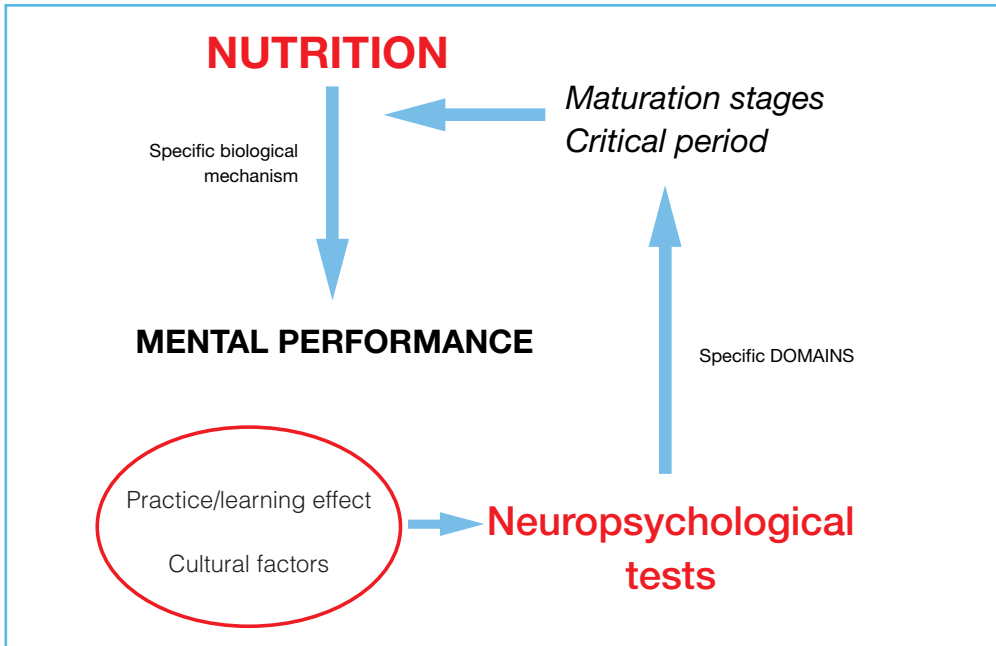 NUTRITION
Maturation stages
Critical period
Specific biological
mechanism
MENTAL PERFORMANCE
Specific DOMAINS
Practice/learning effect
Cultural factors
Neuropsychological
tests